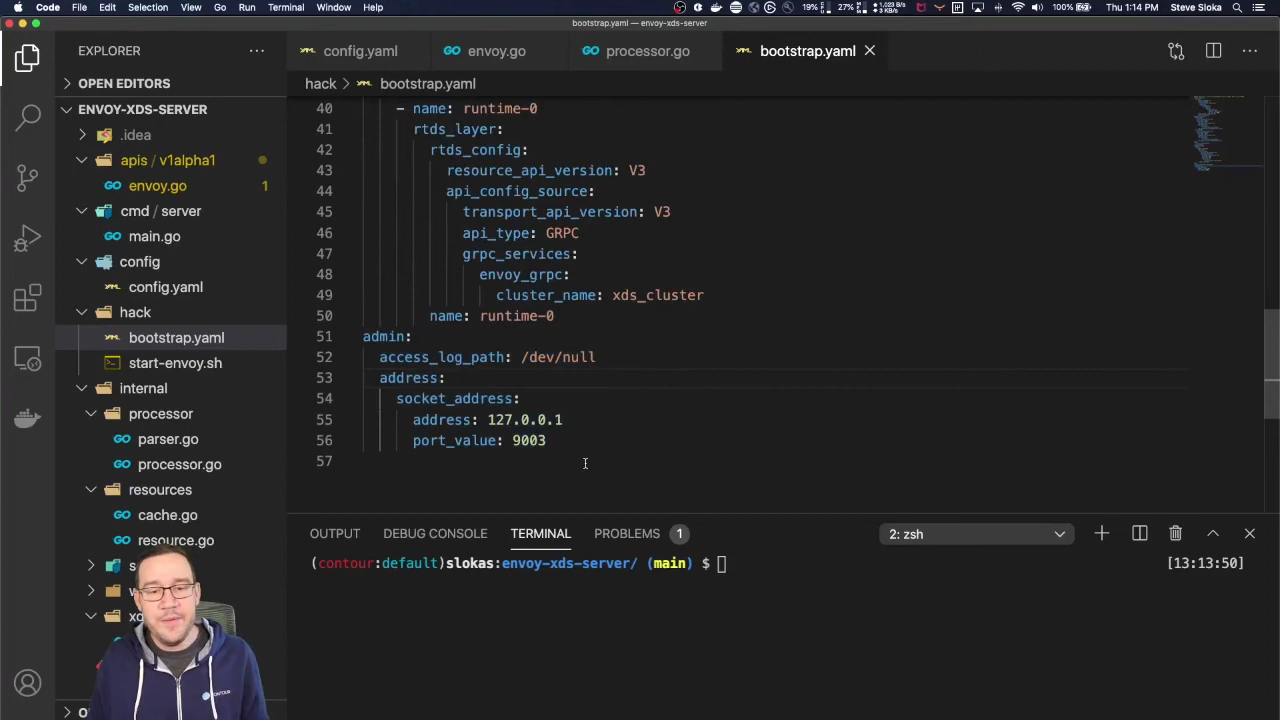 Code File Edit Selection View Go Run Terminal Window Help
19% 27% 1,023 B/s Thu 1:14 PM Steve Sloka
bootstrap.yaml — envoy-xds-server
EXPLORER
config.yaml envoy.go processor.go bootstrap.yaml
OPEN EDITORS
hack > bootstrap.yaml
ENVOY-XDS-SERVER
.idea
apis / v1alpha1
envoy.go 1
cmd / server
main.go
config
config.yaml
hack
bootstrap.yaml
start-envoy.sh
internal
processor
parser.go
processor.go
resources
cache.go
resource.go
40 - name: runtime-0
41 rtds_layer:
42 rtds_config:
43 resource_api_version: V3
44 api_config_source:
45 transport_api_version: V3
46 api_type: GRPC
47 grpc_services:
48 envoy_grpc:
49 cluster_name: xds_cluster
50 name: runtime-0
51 admin:
52 access_log_path: /dev/null
53 address:
54 socket_address:
55 address: 127.0.0.1
56 port_value: 9003
57
OUTPUT DEBUG CONSOLE TERMINAL PROBLEMS 1 2: zsh
(contour:default)slokas:envoy-xds-server/ (main) $ [13:13:50]
CONTOUR